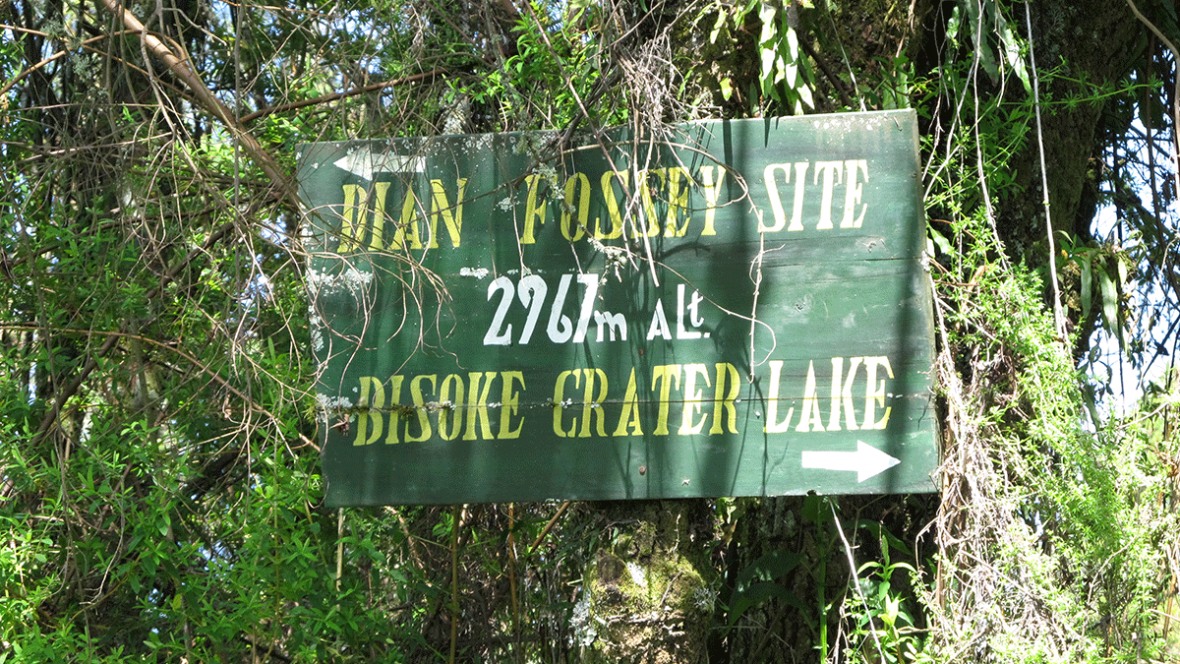 DIAN FOSSEY SITE
2967m ALt.
BISOKE CRATER LAKE